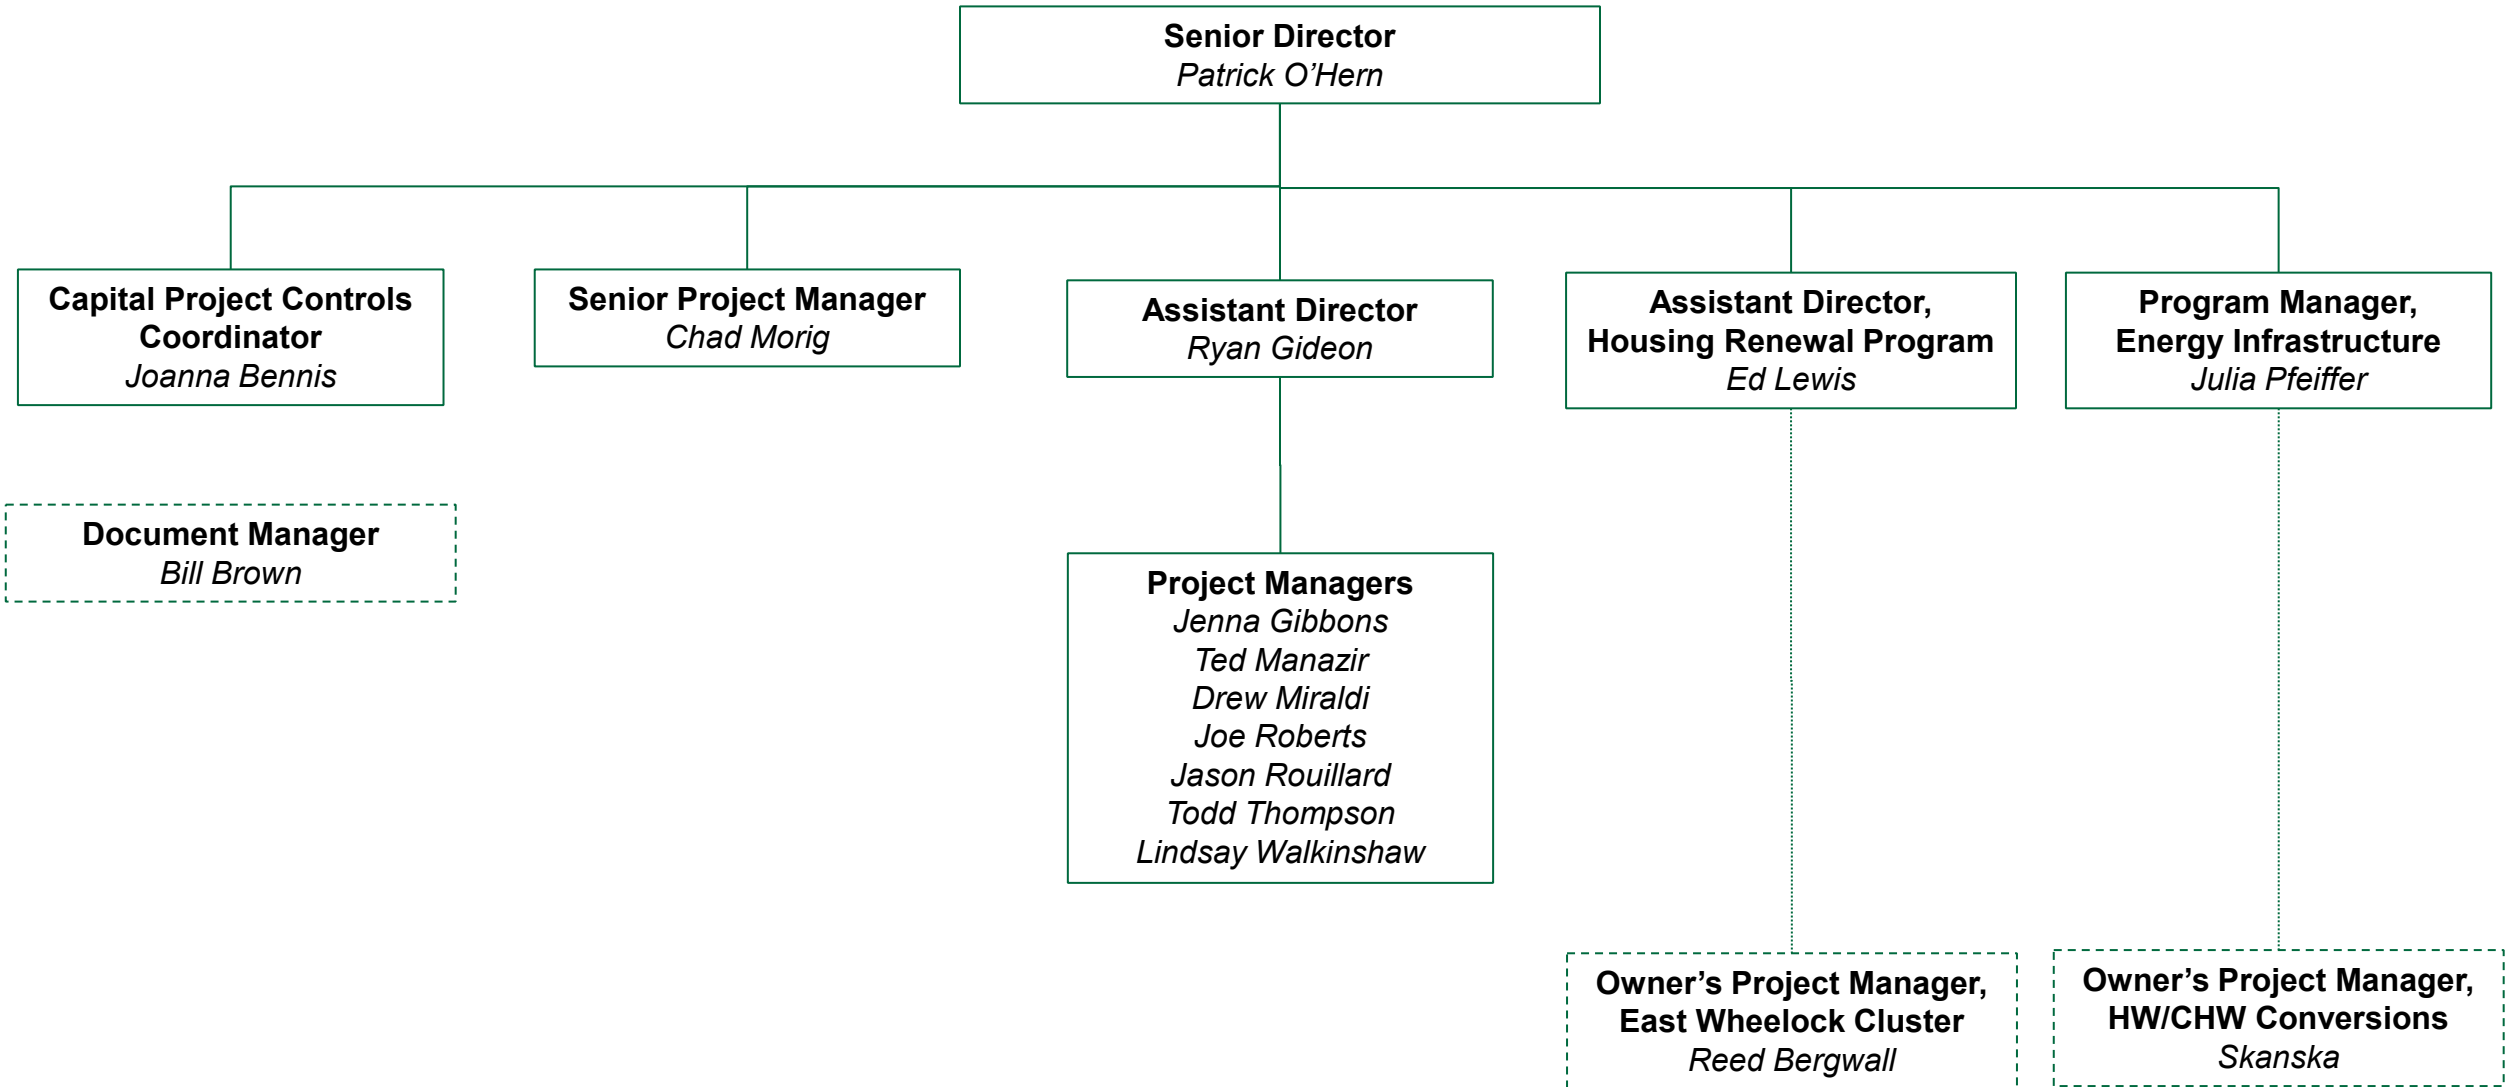 Senior Director
Patrick O’Hern
Capital Project Controls
Coordinator
Joanna Bennis
Senior Project Manager
Chad Morig
Assistant Director
Ryan Gideon
Assistant Director,
Housing Renewal Program
Ed Lewis
Program Manager,
Energy Infrastructure
Julia Pfeiffer
Document Manager
Bill Brown
Project Managers
Jenna Gibbons
Ted Manazir
Drew Miraldi
Joe Roberts
Jason Rouillard
Todd Thompson
Lindsay Walkinshaw
Owner’s Project Manager,
East Wheelock Cluster
Reed Bergwall
Owner’s Project Manager,
HW/CHW Conversions
Skanska